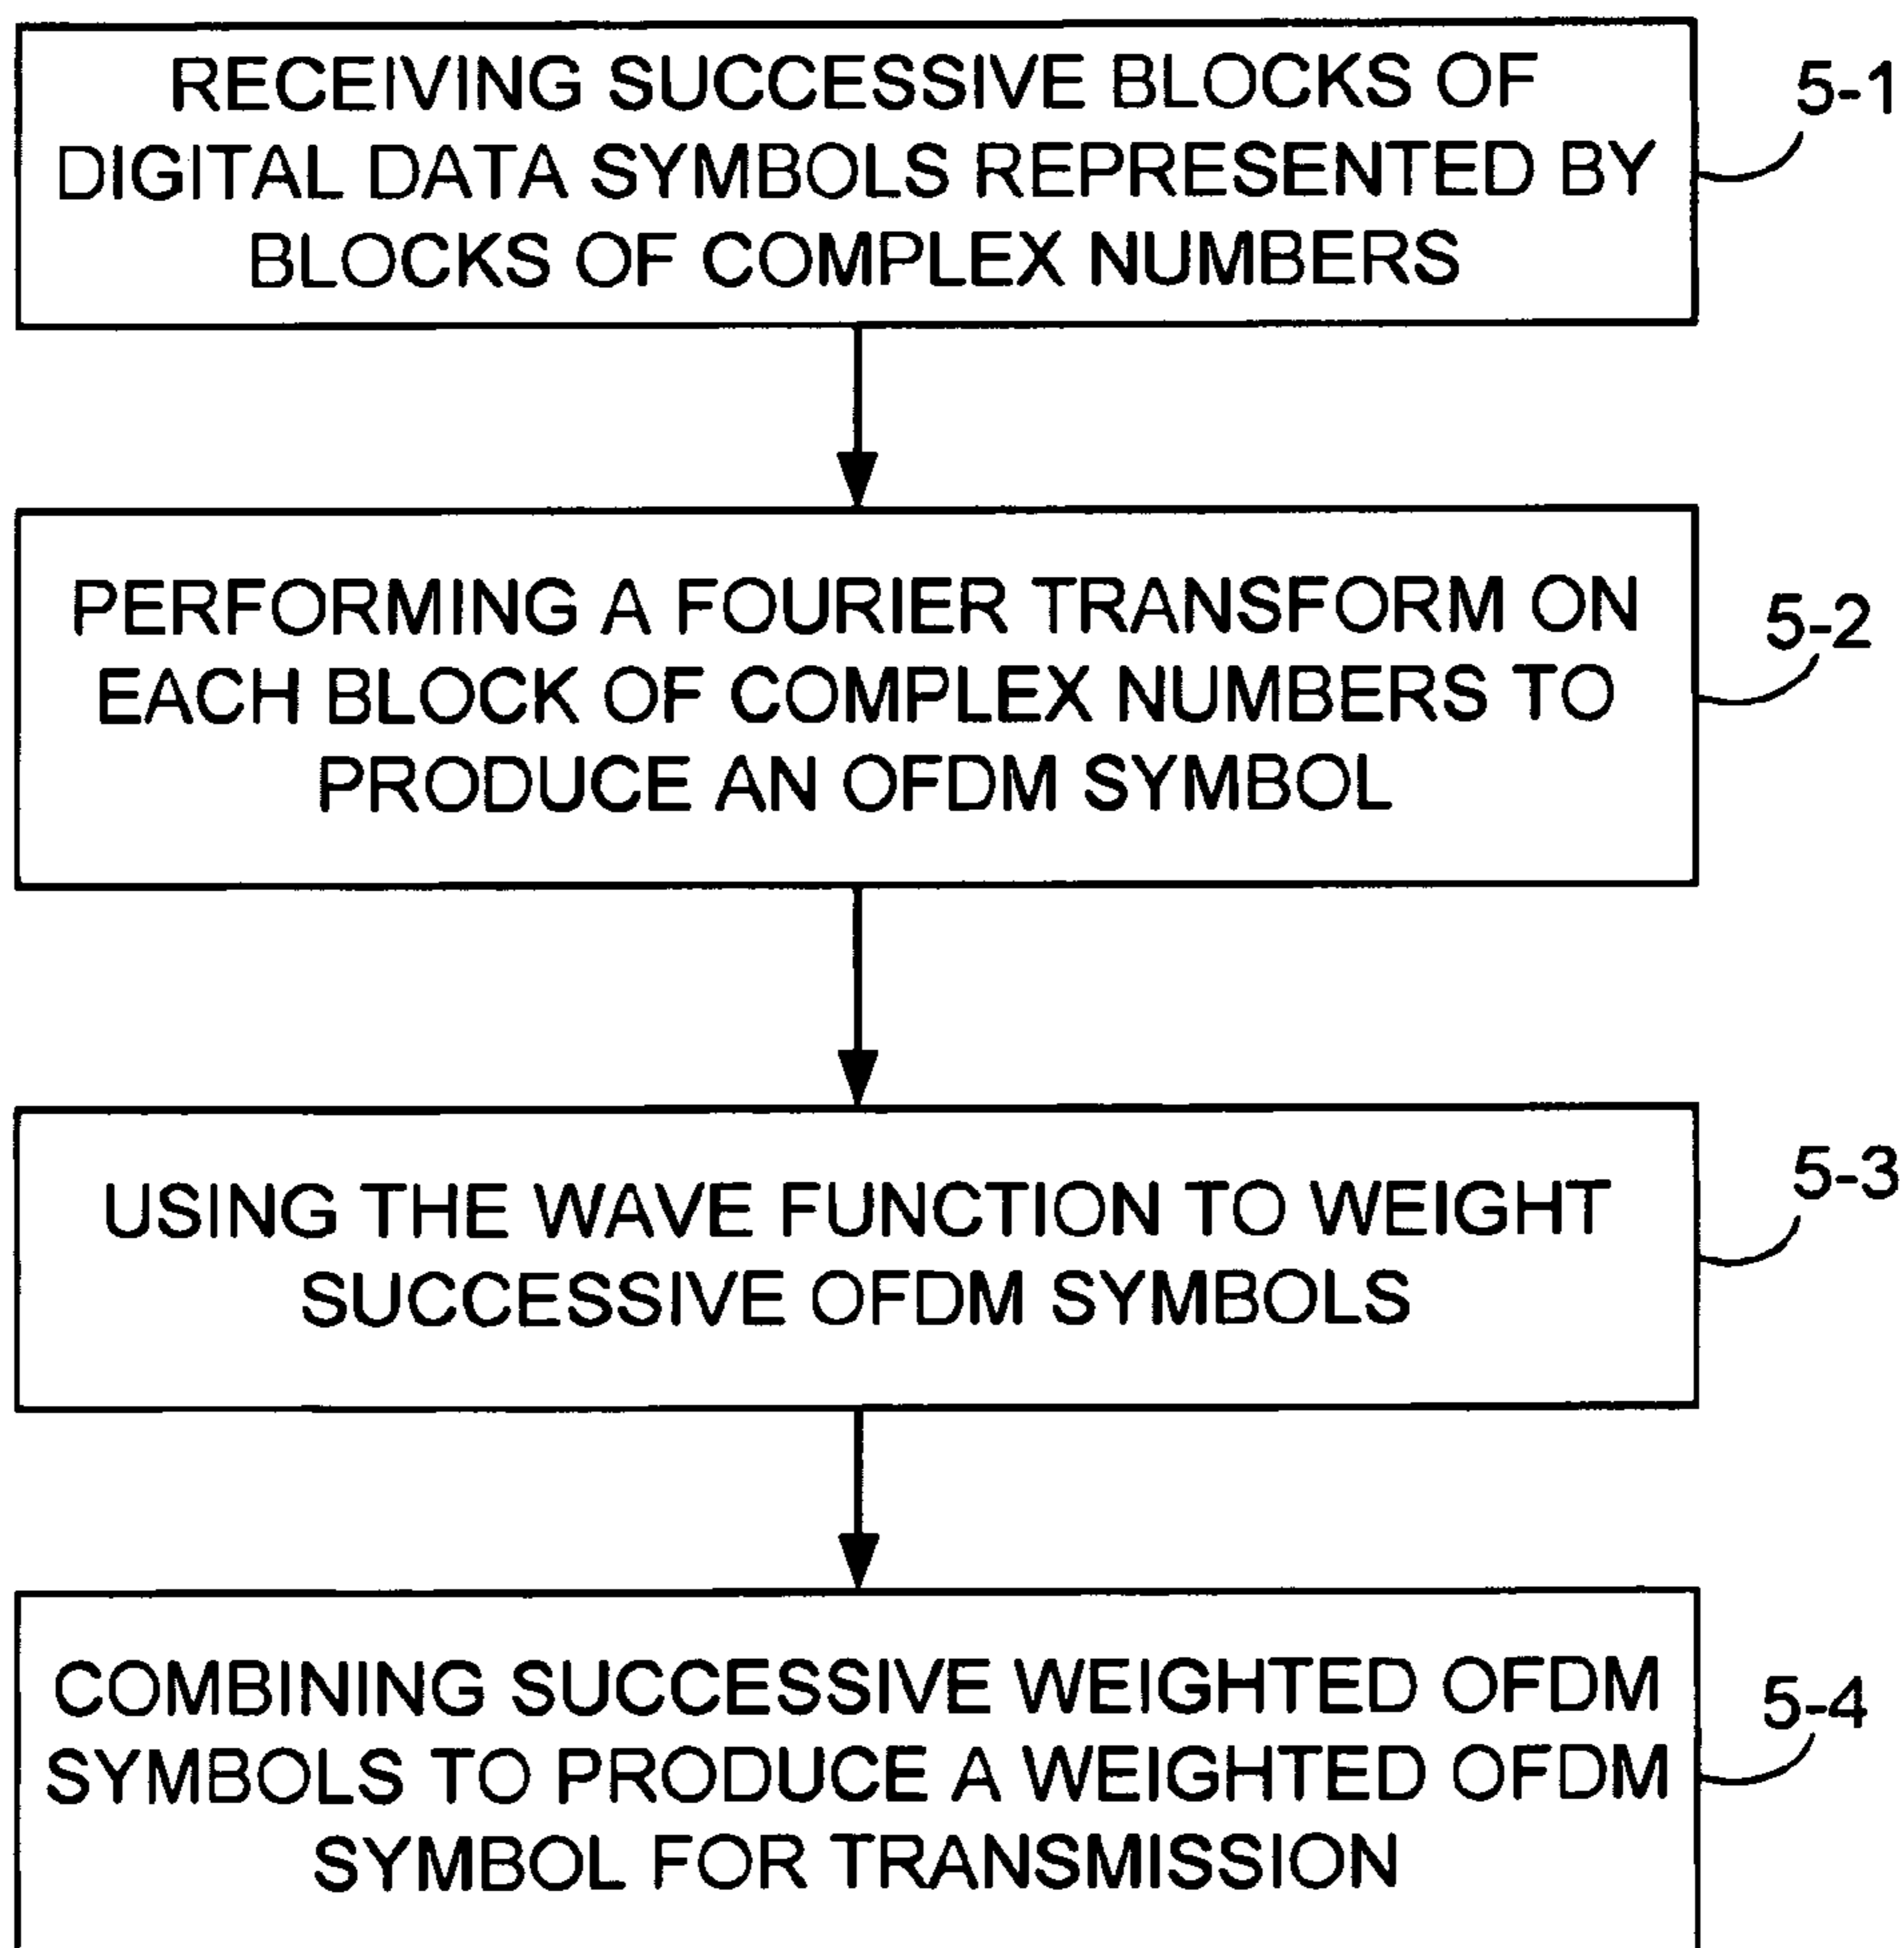 RECEIVING SUCCESSIVE BLOCKS OF
DIGITAL DATA SYMBOLS REPRESENTED BY
BLOCKS OF COMPLEX NUMBERS
5-1
PERFORMING A FOURIER TRANSFORM ON
EACH BLOCK OF COMPLEX NUMBERS TO
PRODUCE AN OFDM SYMBOL
5-2
USING THE WAVE FUNCTION TO WEIGHT
SUCCESSIVE OFDM SYMBOLS
5-3
COMBINING SUCCESSIVE WEIGHTED OFDM
SYMBOLS TO PRODUCE A WEIGHTED OFDM
SYMBOL FOR TRANSMISSION
5-4